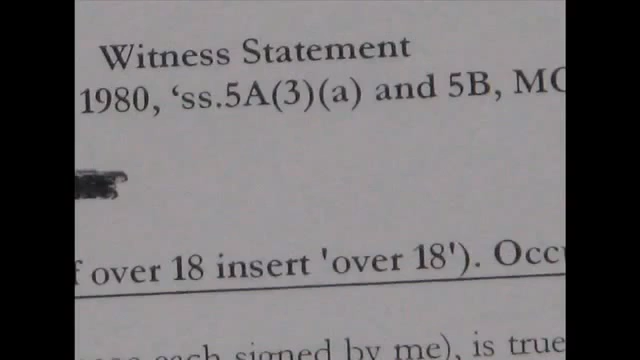 Witness Statement
1980, 'ss.5A(3)(a) and 5B, MC
over 18 insert 'over 18'). Occ
each signed by me), is true